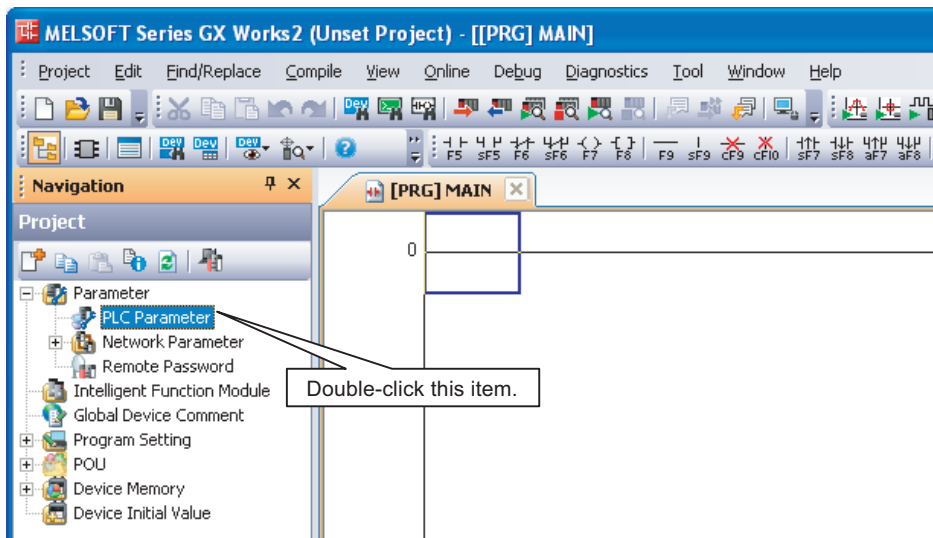 MELSOFT Series GX Works2 (Unset Project) - [[PRG] MAIN]
Project Edit Find/Replace Compile View Online Debug Diagnostics Tool Window Help
F5 sF5 F6 sF6 F7 F8 F9 sF9 cF9 cF10 sF7 sF8 aF7 aF8
Navigation
[PRG] MAIN
Project
0
Parameter
PLC Parameter
Network Parameter
Remote Password
Double-click this item.
Intelligent Function Module
Global Device Comment
Program Setting
POU
Device Memory
Device Initial Value